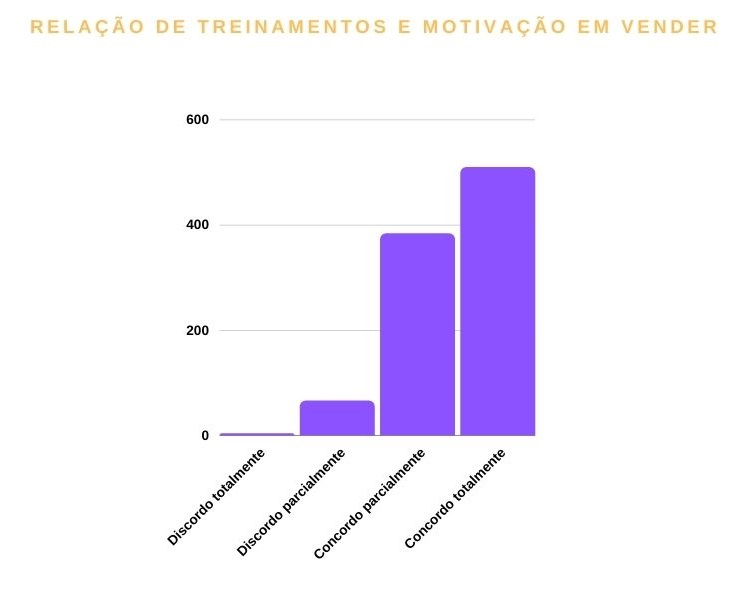 RELAÇÃO DE TREINAMENTOS E MOTIVAÇÃO EM VENDER
600
400
200
0
Discordo totalmente
Discordo parcialmente
Concordo parcialmente
Concordo totalmente